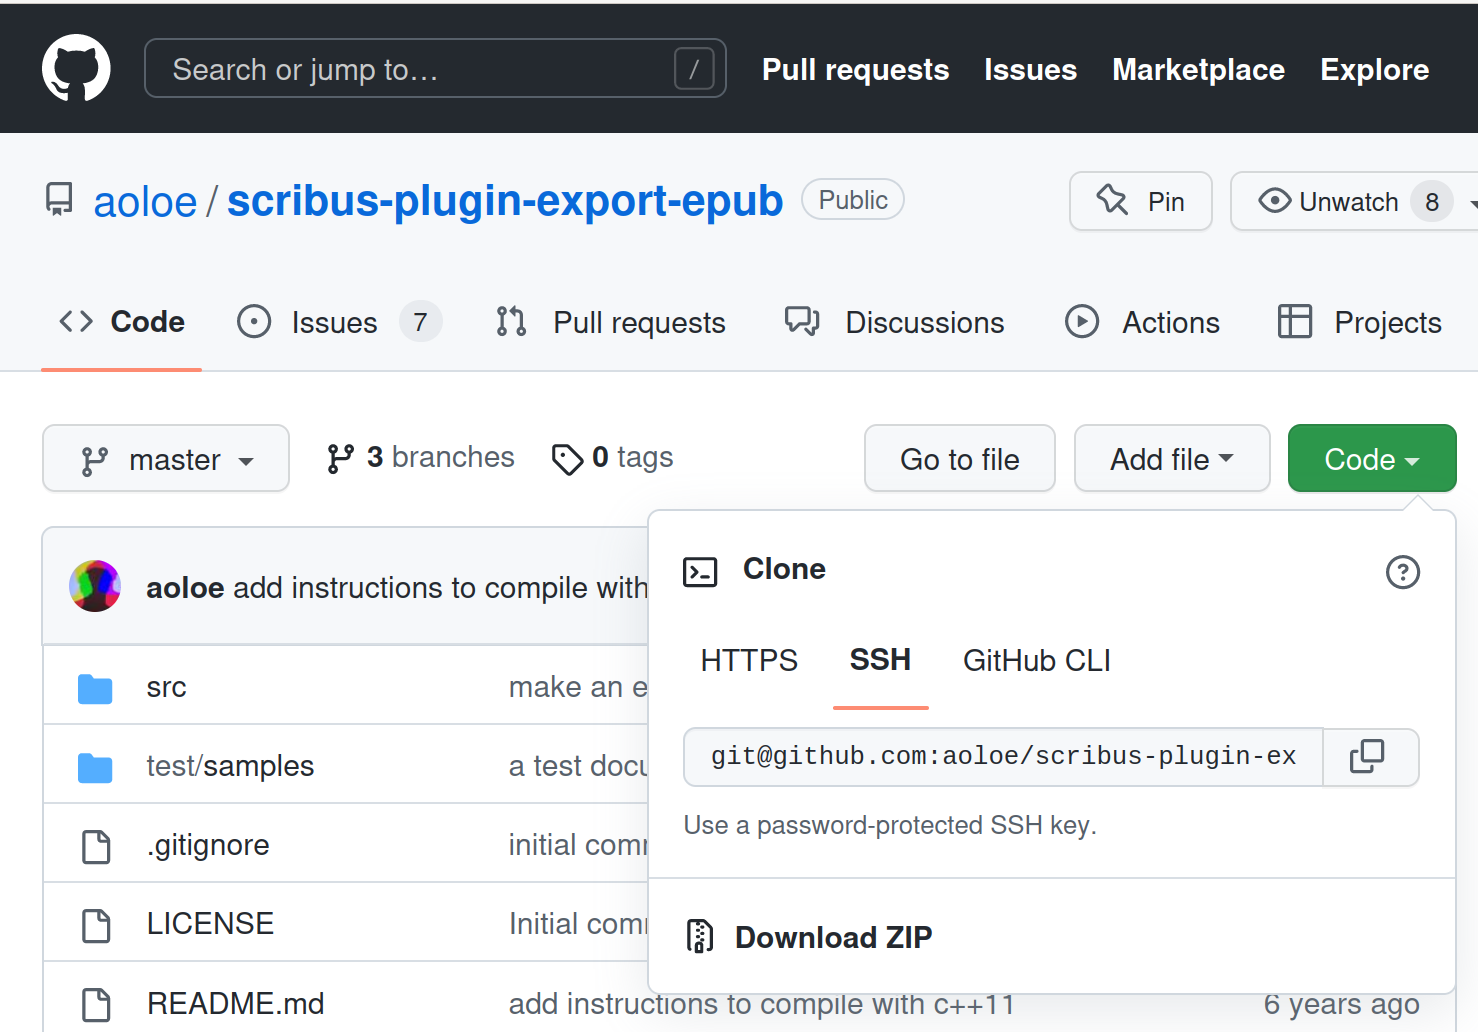 Search or jump to… / Pull requests Issues Marketplace Explore
aoloe / scribus-plugin-export-epub Public Pin Unwatch 8
Code Issues 7 Pull requests Discussions Actions Projects
master 3 branches 0 tags Go to file Add file Code
aoloe add instructions to compile with
Clone
HTTPS SSH GitHub CLI
git@github.com:aoloe/scribus-plugin-ex
Use a password-protected SSH key.
Download ZIP
src make an e
test/samples a test docu
.gitignore initial com
LICENSE Initial com
README.md add instructions to compile with c++11 6 years ago